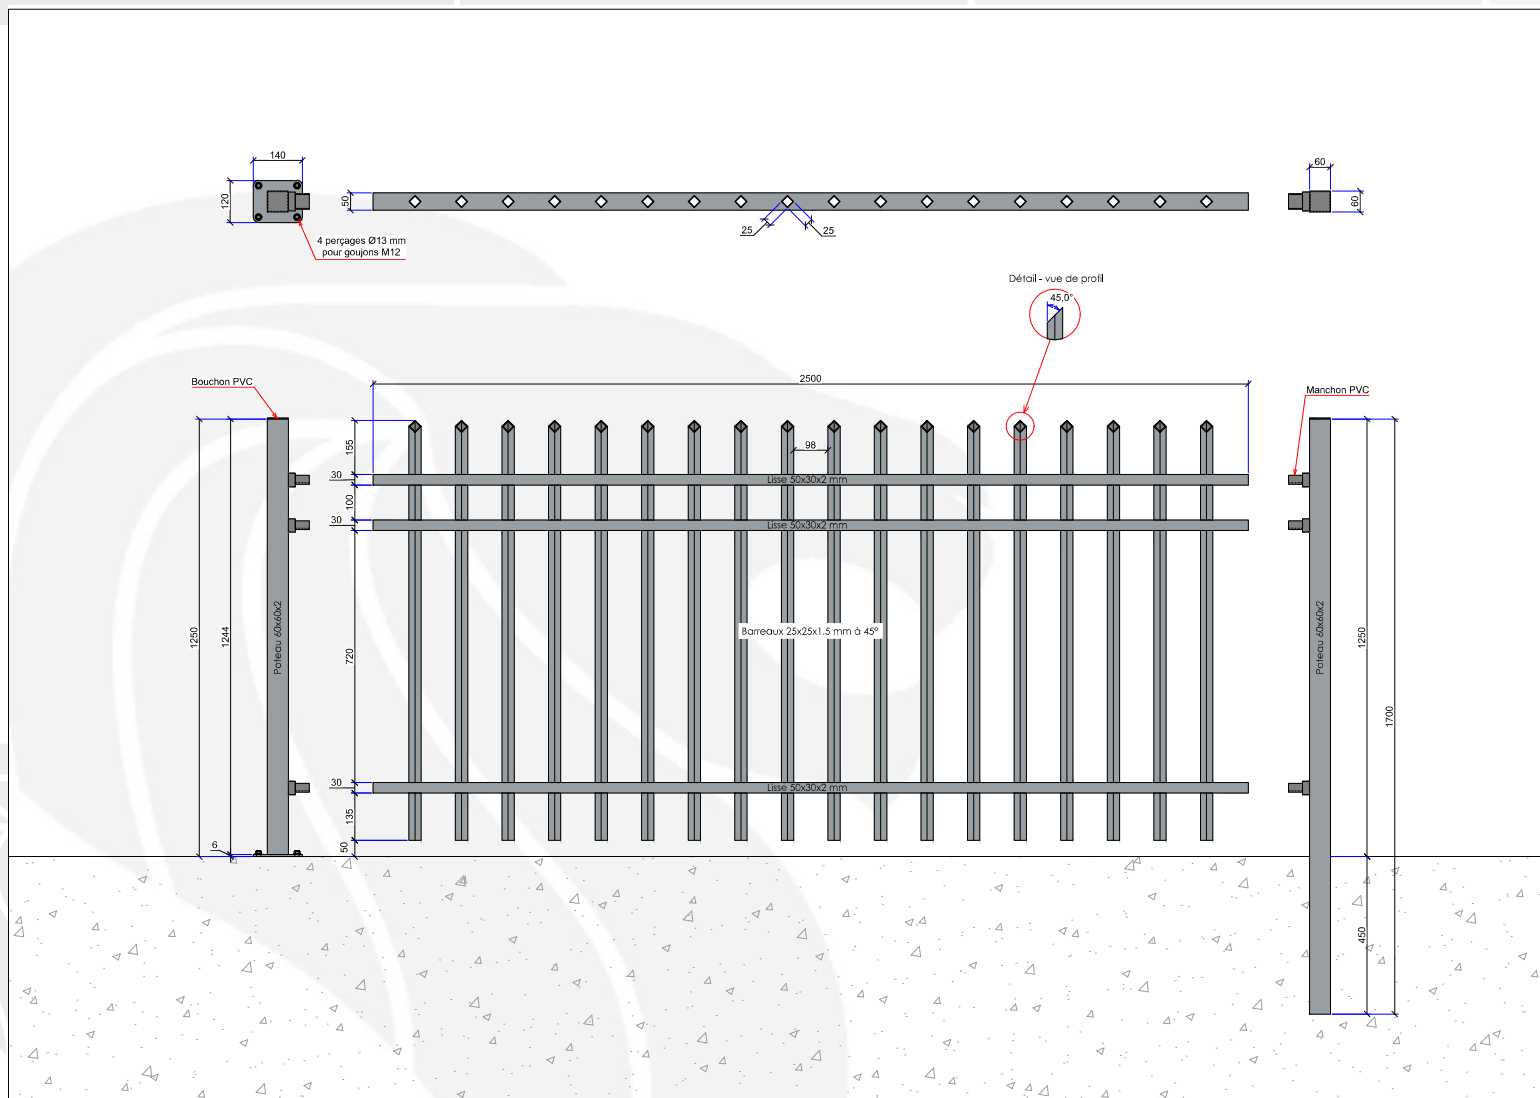 140
120
4 perçages Ø13 mm
pour goujons M12
50
25
25
60
60
Détail - vue de profil
45,0°
Bouchon PVC
2500
Manchon PVC
155
98
30
Lisse 50x30x2 mm
100
30
Lisse 50x30x2 mm
1250
1244
Poteau 60x60x2
720
Barreaux 25x25x1.5 mm à 45°
Poteau 60x60x2
1250
1700
30
Lisse 50x30x2 mm
135
6
50
450